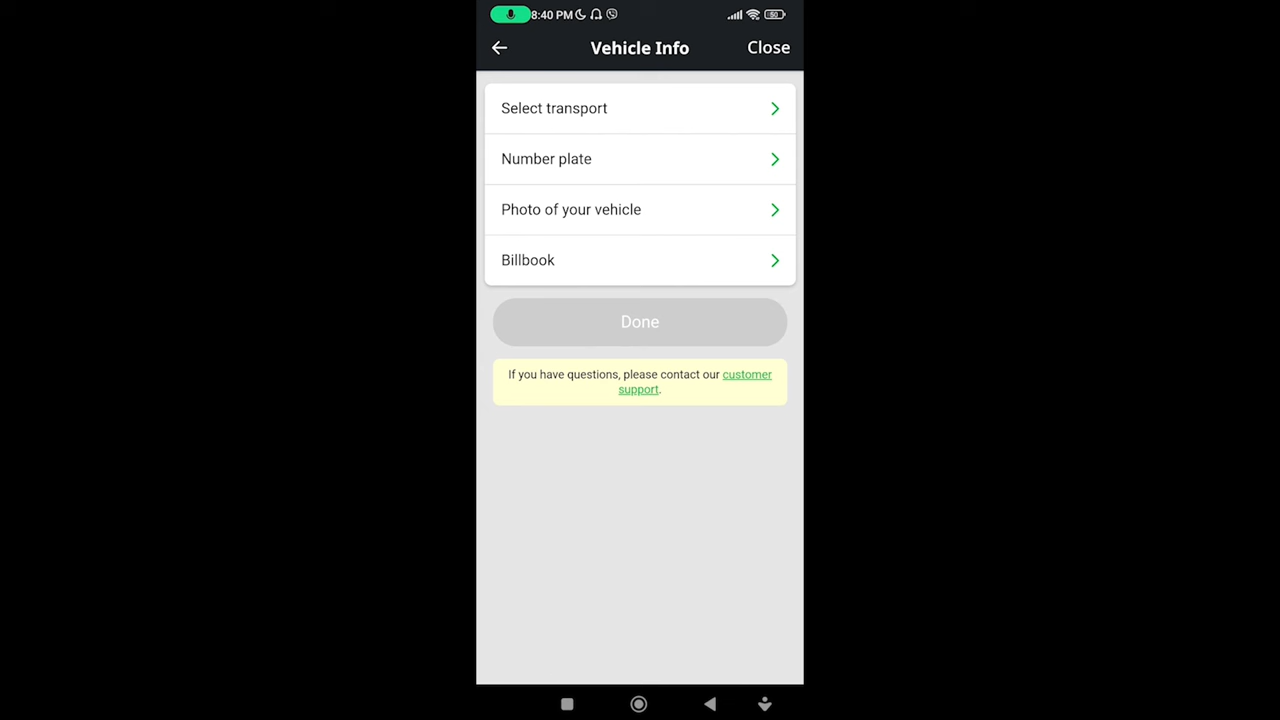 8:40 PM
50
Vehicle Info
Close
Select transport
Number plate
Photo of your vehicle
Billbook
Done
If you have questions, please contact our customer
support.